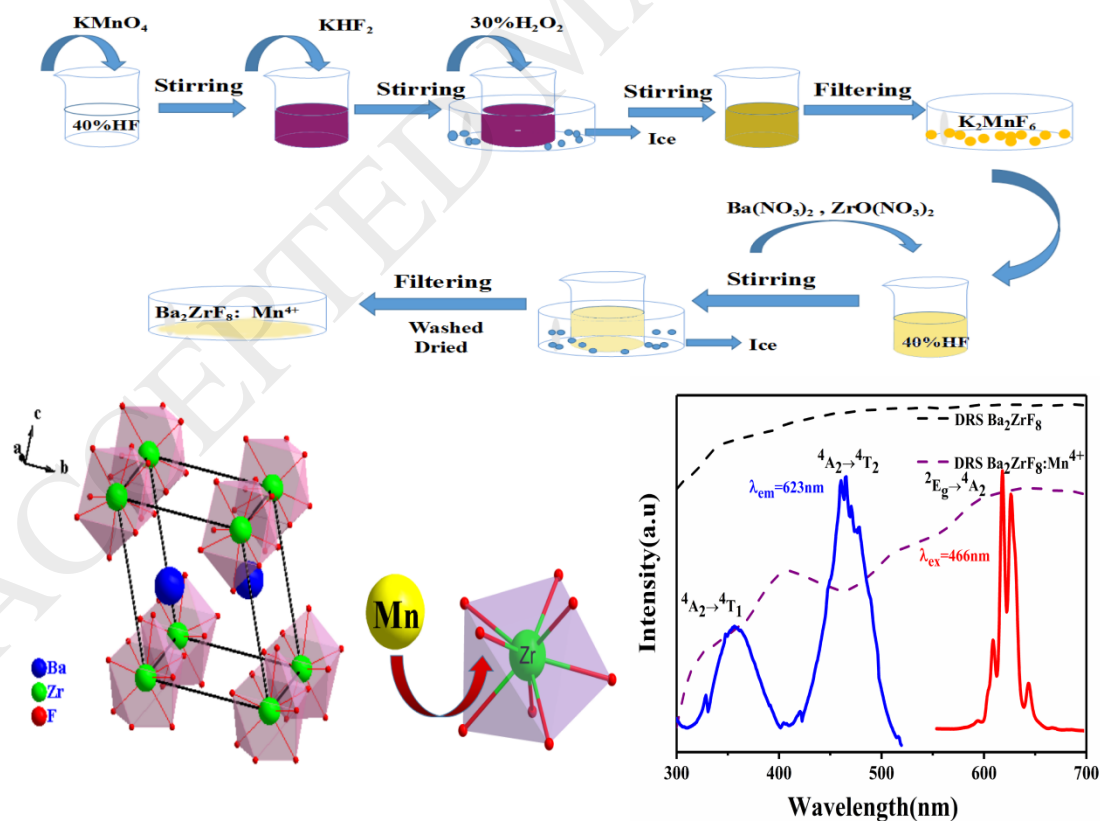 KMnO₄
KHF₂
30%H₂O₂
Stirring
Stirring
Stirring
Filtering
40%HF
Ice
K₂MnF₆
Ba(NO₃)₂ , ZrO(NO₃)₂
Filtering
Stirring
Ba₂ZrF₈: Mn⁴⁺
Washed
Dried
Ice
40%HF
c
a
b
Ba
Zr
F
Mn
Zr
DRS Ba₂ZrF₈
⁴A₂→⁴T₂
DRS Ba₂ZrF₈:Mn⁴⁺
λem=623nm
²Eg→⁴A₂
λex=466nm
⁴A₂→⁴T₁
Intensity(a.u)
300 400 500 600 700
Wavelength(nm)
ACCEPTED M